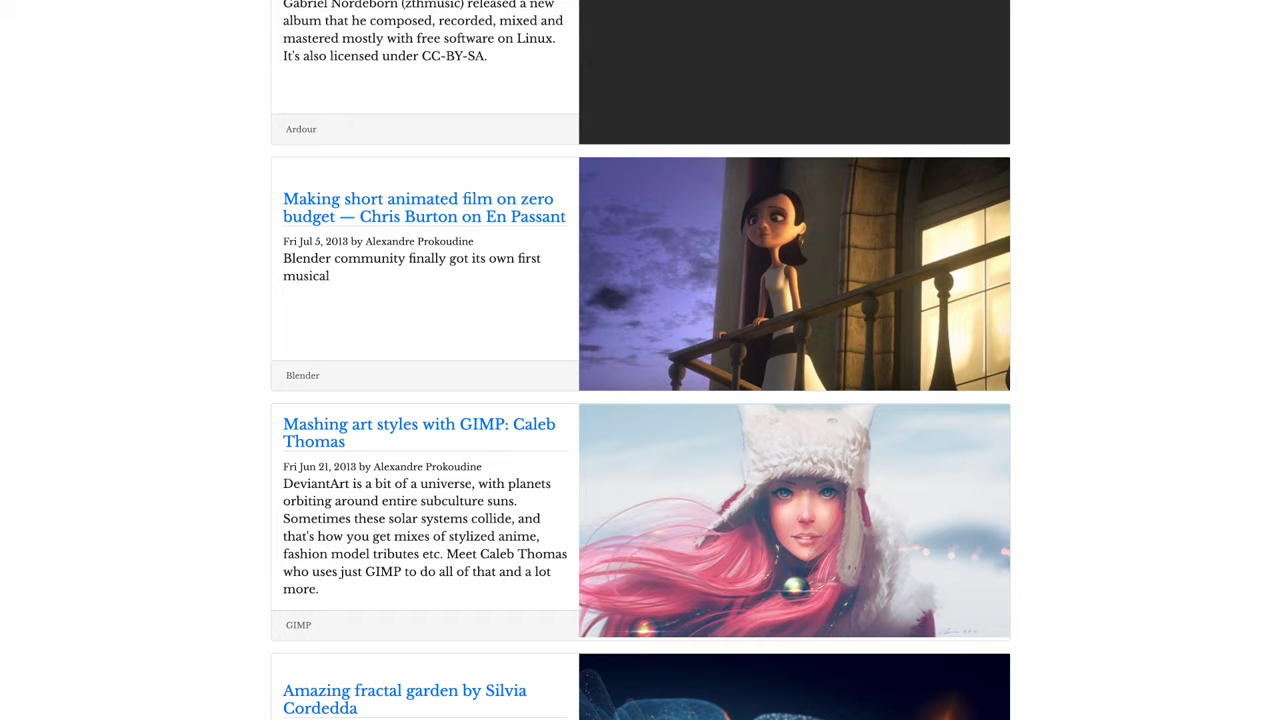 Gabriel Nordeborn (zthmusic) released a new
album that he composed, recorded, mixed and
mastered mostly with free software on Linux.
It's also licensed under CC-BY-SA.
Ardour
Making short animated film on zero
budget — Chris Burton on En Passant
Fri Jul 5, 2013 by Alexandre Prokoudine
Blender community finally got its own first
musical
Blender
Mashing art styles with GIMP: Caleb
Thomas
Fri Jun 21, 2013 by Alexandre Prokoudine
DeviantArt is a bit of a universe, with planets
orbiting around entire subculture suns.
Sometimes these solar systems collide, and
that's how you get mixes of stylized anime,
fashion model tributes etc. Meet Caleb Thomas
who uses just GIMP to do all of that and a lot
more.
GIMP
Amazing fractal garden by Silvia
Cordedda